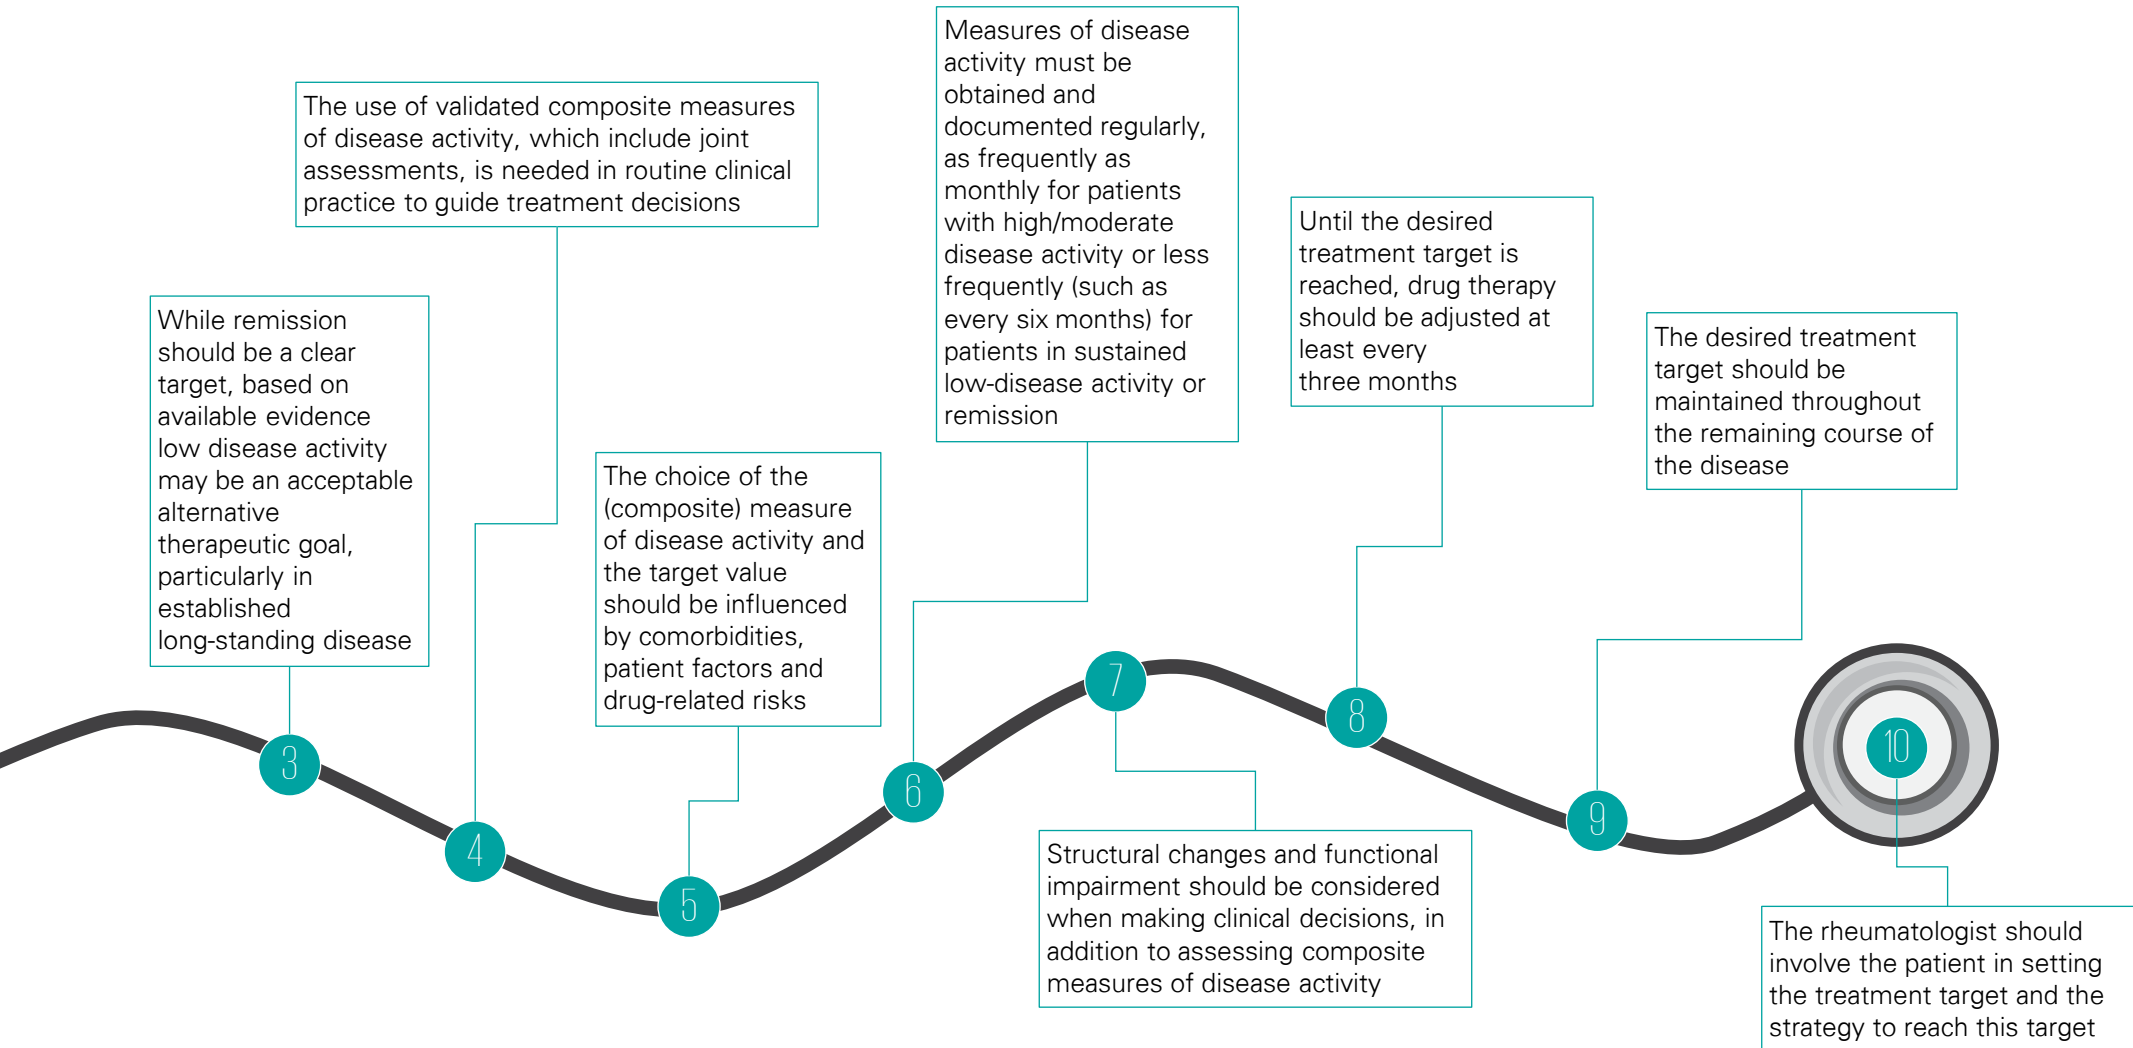 While remission
should be a clear
target, based on
available evidence
low disease activity
may be an acceptable
alternative
therapeutic goal,
particularly in
established
long-standing disease
3
The use of validated composite measures
of disease activity, which include joint
assessments, is needed in routine clinical
practice to guide treatment decisions
4
The choice of the
(composite) measure
of disease activity and
the target value
should be influenced
by comorbidities,
patient factors and
drug-related risks
5
Measures of disease
activity must be
obtained and
documented regularly,
as frequently as
monthly for patients
with high/moderate
disease activity or less
frequently (such as
every six months) for
patients in sustained
low-disease activity or
remission
6
7
Structural changes and functional
impairment should be considered
when making clinical decisions, in
addition to assessing composite
measures of disease activity
Until the desired
treatment target is
reached, drug therapy
should be adjusted at
least every
three months
8
The desired treatment
target should be
maintained throughout
the remaining course of
the disease
9
10
The rheumatologist should
involve the patient in setting
the treatment target and the
strategy to reach this target